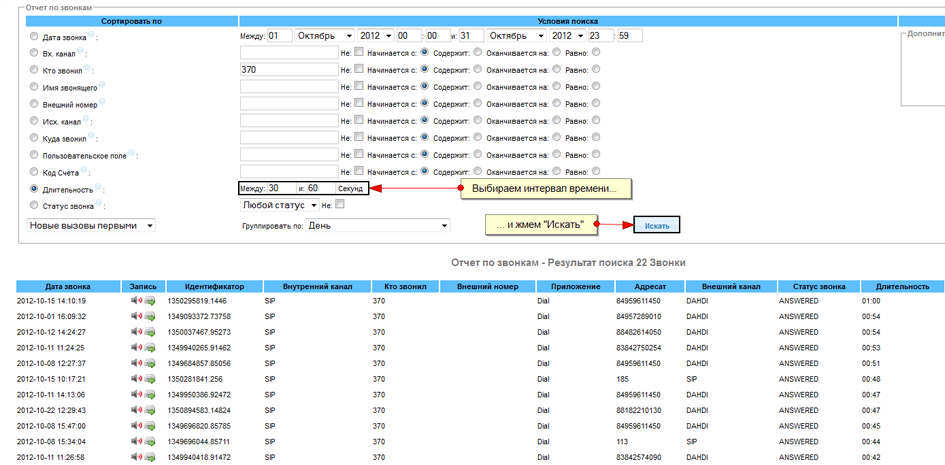 Отчет по звонкам
Сортировать по Условия поиска
Дата звонка : Между: 01 Октябрь 2012 00 : 00 и: 31 Октябрь 2012 23 : 59 Дополнит
Вх. канал : Не: Начинается с: Содержит: Оканчивается на: Равно:
Кто звонил : 370 Не: Начинается с: Содержит: Оканчивается на: Равно:
Имя звонящего Не: Начинается с: Содержит: Оканчивается на: Равно:
Внешний номер Не: Начинается с: Содержит: Оканчивается на: Равно:
Исх. канал : Не: Начинается с: Содержит: Оканчивается на: Равно:
Куда звонил : Не: Начинается с: Содержит: Оканчивается на: Равно:
Пользовательское поле : Не: Начинается с: Содержит: Оканчивается на: Равно:
Код Счета : Не: Начинается с: Содержит: Оканчивается на: Равно:
Длительность : Между: 30 и: 60 Секунд Выбираем интервал времени...
Статус звонка : Любой статус Не:
Новые вызовы первыми Группировать по: День ... и жмем "Искать" Искать
Отчет по звонкам - Результат поиска 22 Звонки
Дата звонка Запись Идентификатор Внутренний канал Кто звонил Внешний номер Приложение Адресат Внешний канал Статус звонка Длительность
2012-10-15 14:10:19 1350295819.1446 SIP 370 Dial 84959611450 DAHDI ANSWERED 01:00
2012-10-01 16:09:32 1349093372.73758 SIP 370 Dial 84957289010 DAHDI ANSWERED 00:54
2012-10-12 14:24:27 1350037467.95273 SIP 370 Dial 88482614050 DAHDI ANSWERED 00:54
2012-10-11 11:24:25 1349940265.91462 SIP 370 Dial 83842750254 DAHDI ANSWERED 00:53
2012-10-08 12:27:37 1349684857.85056 SIP 370 Dial 84959611450 DAHDI ANSWERED 00:51
2012-10-15 10:17:21 1350281841.256 SIP 370 Dial 185 SIP ANSWERED 00:48
2012-10-11 14:13:06 1349950386.92472 SIP 370 Dial 84959611450 DAHDI ANSWERED 00:47
2012-10-22 12:29:43 1350894583.14824 SIP 370 Dial 88182210130 DAHDI ANSWERED 00:47
2012-10-08 15:47:00 1349696820.85785 SIP 370 Dial 84959611450 DAHDI ANSWERED 00:45
2012-10-08 15:34:04 1349696044.85711 SIP 370 Dial 113 SIP ANSWERED 00:44
2012-10-11 11:26:58 1349940418.91472 SIP 370 Dial 83842574090 DAHDI ANSWERED 00:42